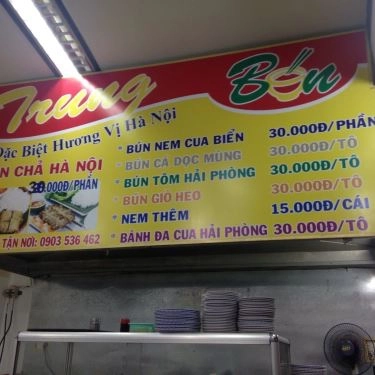 Trung Bốn
Đặc Biệt Hương Vị Hà Nội
N CHẢ HÀ NỘI
30.000Đ/PHẦN
TẬN NƠI: 0903 536 462
* BÚN NEM CUA BIỂN 30.000Đ/PHẦN
* BÚN CÁ DỌC MÙNG 30.000Đ/TÔ
* BÚN TÔM HẢI PHÒNG 30.000Đ/TÔ
* BÚN GIÒ HEO 30.000Đ/TÔ
* NEM THÊM 15.000Đ/CÁI
* BÁNH ĐA CUA HẢI PHÒNG 30.000Đ/TÔ